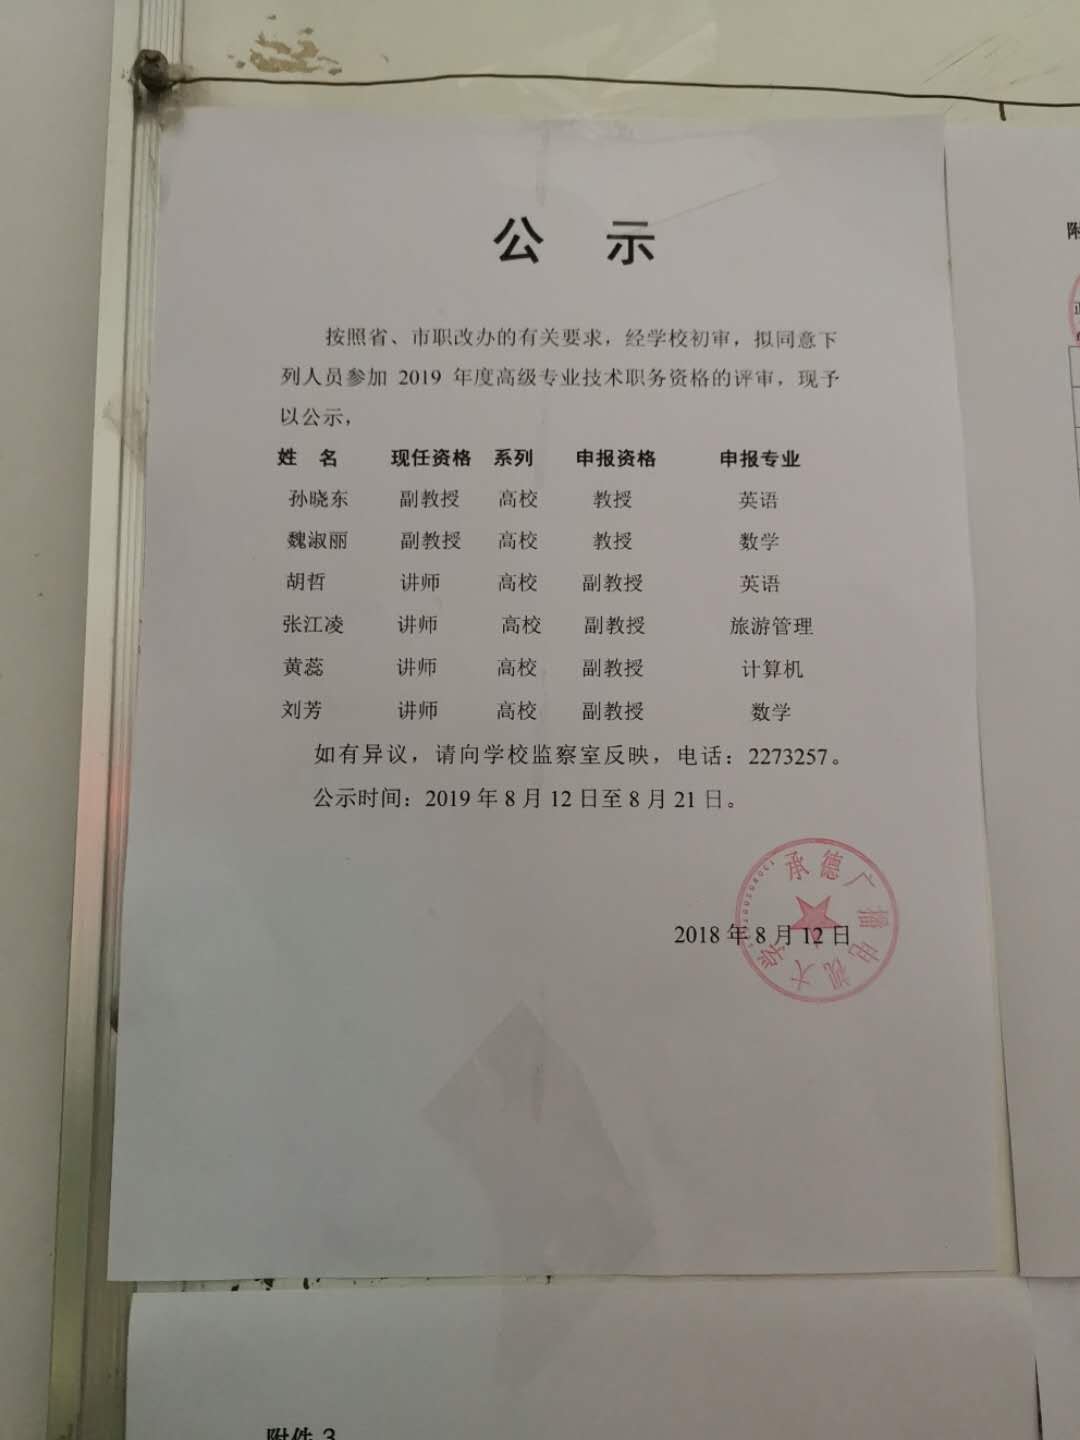 公 示
按照省、市职改办的有关要求，经学校初审，拟同意下
列人员参加 2019 年度高级专业技术职务资格的评审，现予
以公示，
姓 名 现任资格 系列 申报资格 申报专业
孙晓东 副教授 高校 教授 英语
魏淑丽 副教授 高校 教授 数学
胡哲 讲师 高校 副教授 英语
张江凌 讲师 高校 副教授 旅游管理
黄蕊 讲师 高校 副教授 计算机
刘芳 讲师 高校 副教授 数学
如有异议，请向学校监察室反映，电话：2273257。
公示时间：2019 年 8 月 12 日至 8 月 21 日。
承德广播电视大学
2018 年 8 月 12 日
附
附件 3